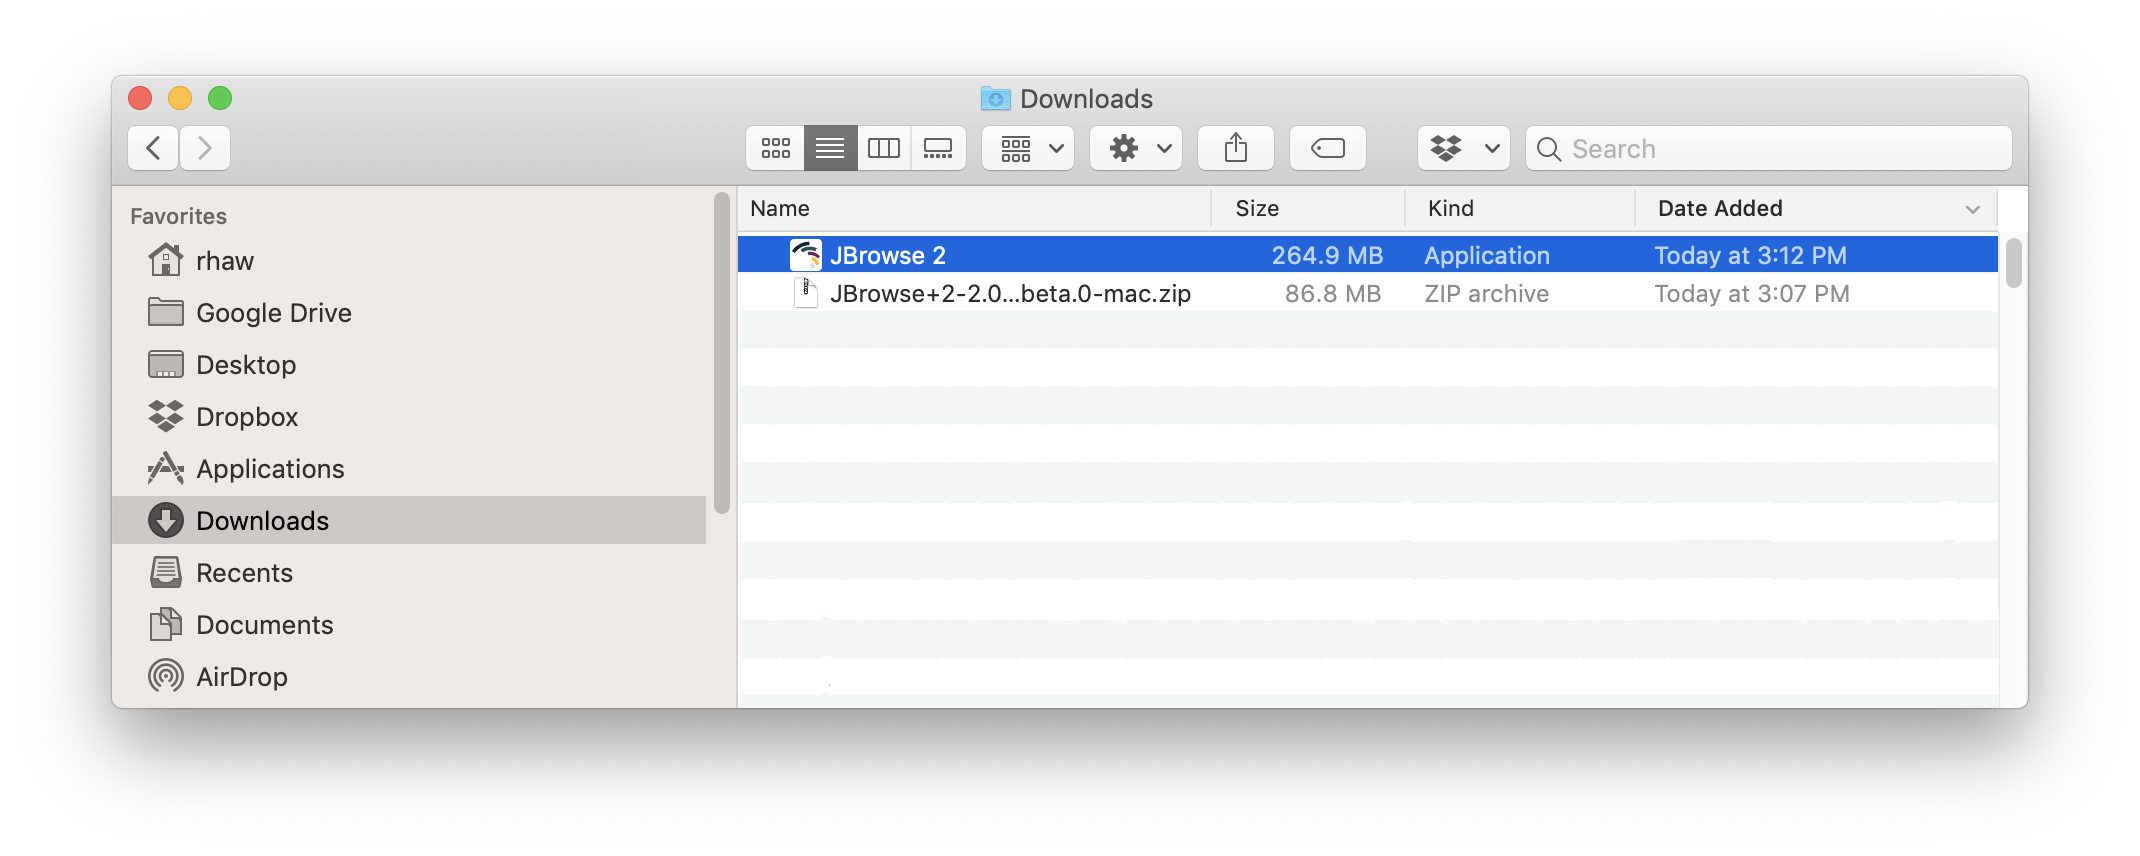 Downloads
Search
Favorites
rhaw
Google Drive
Desktop
Dropbox
Applications
Downloads
Recents
Documents
AirDrop
Name Size Kind Date Added
JBrowse 2 264.9 MB Application Today at 3:12 PM
JBrowse+2-2.0...beta.0-mac.zip 86.8 MB ZIP archive Today at 3:07 PM